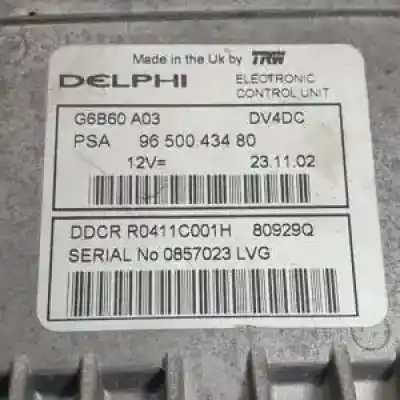 Made in the Uk by TRW
DELPHI ELECTRONIC
CONTROL UNIT
G6B60 A03 DV4DC
PSA 96 500 434 80
12V= 23.11.02
DDCR R0411C001H 80929Q
SERIAL No 0857023 LVG